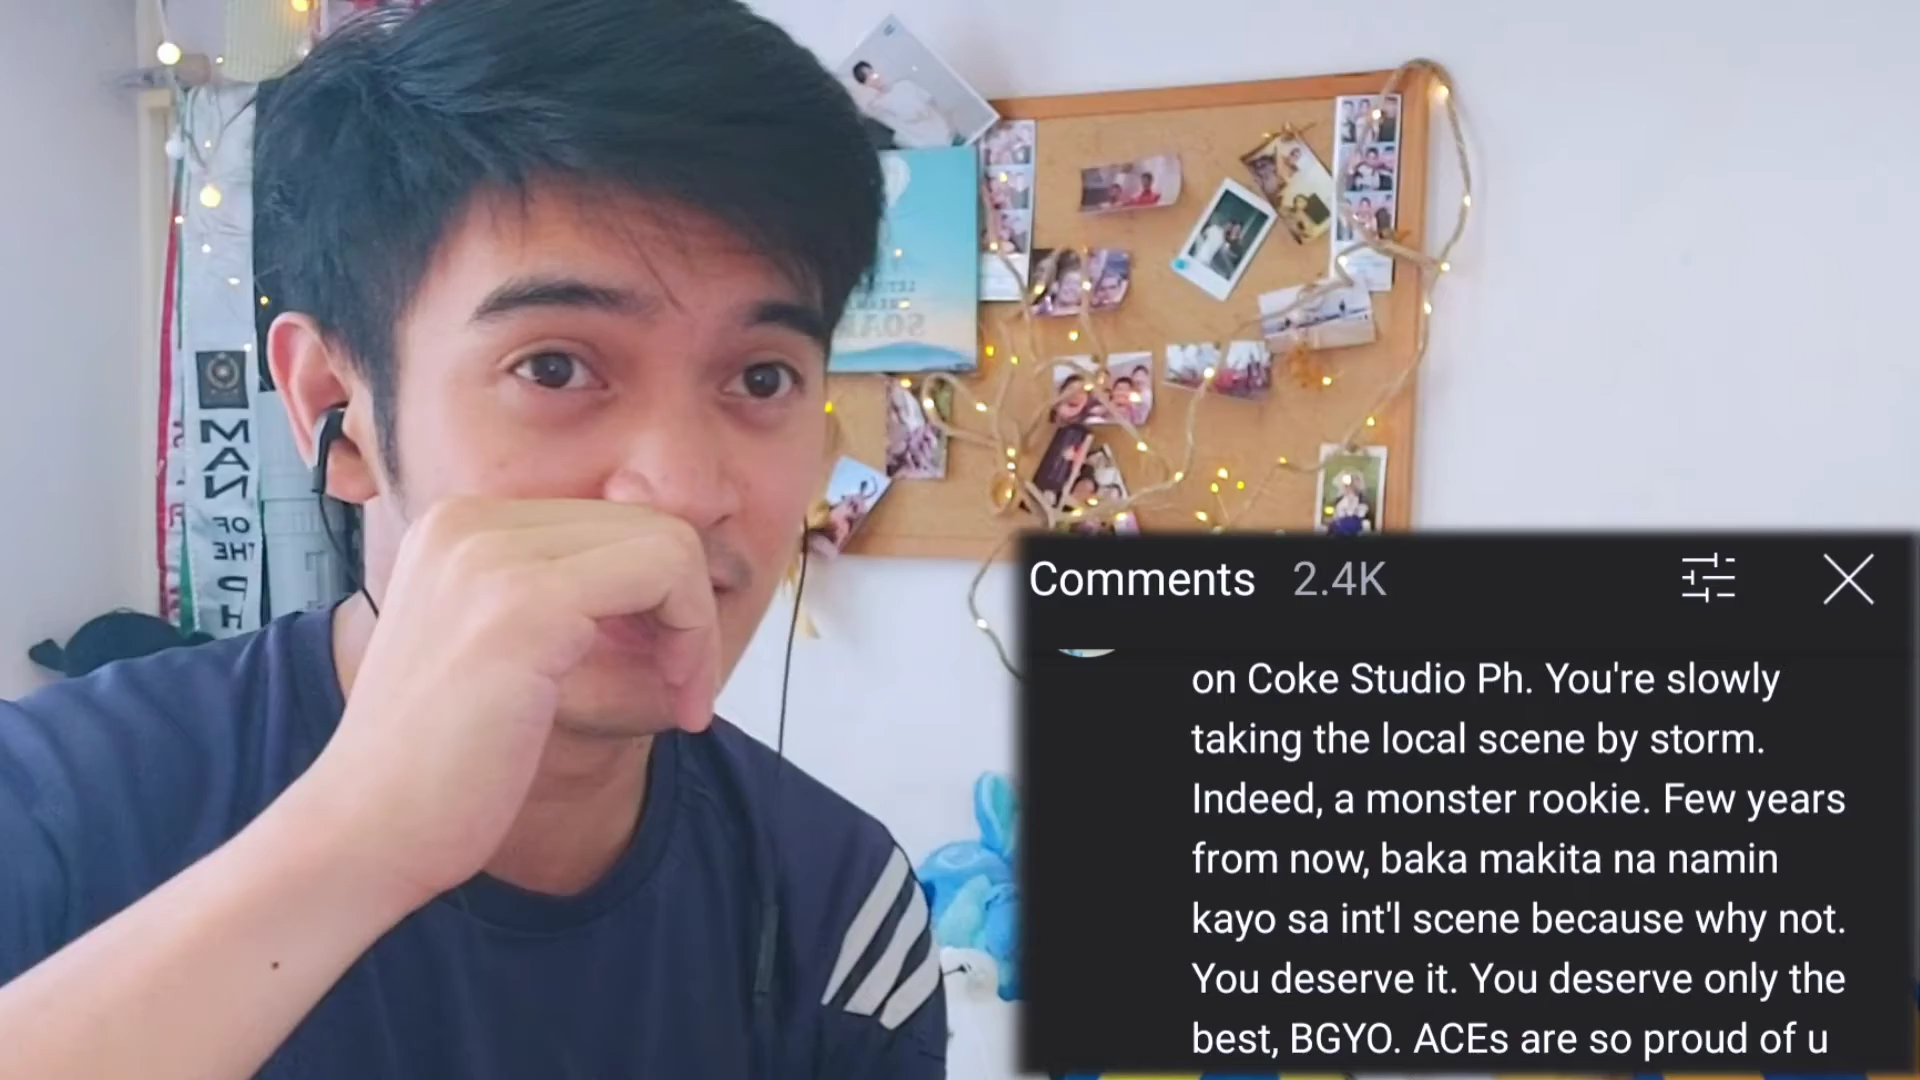 MAN
OF
THE
PH
SOAR
Comments 2.4K
on Coke Studio Ph. You're slowly
taking the local scene by storm.
Indeed, a monster rookie. Few years
from now, baka makita na namin
kayo sa int'l scene because why not.
You deserve it. You deserve only the
best, BGYO. ACEs are so proud of u